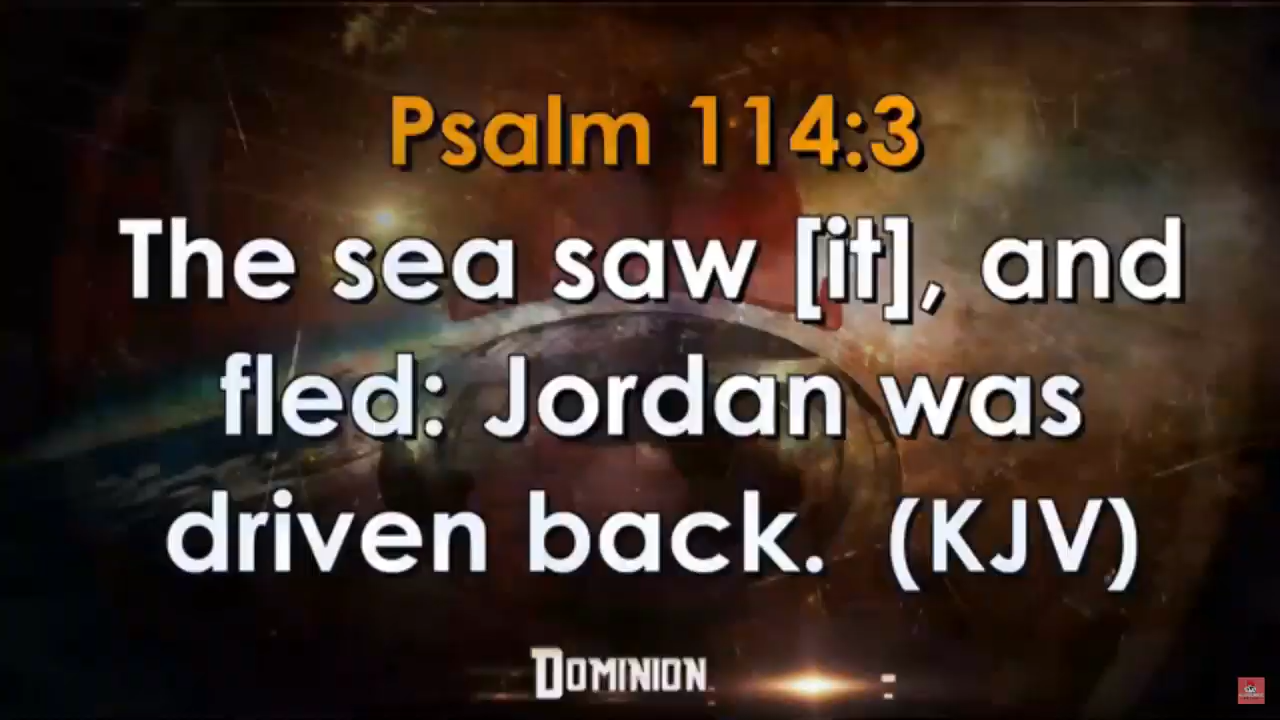 Psalm 114:3
The sea saw [it], and
fled: Jordan was
driven back. (KJV)
DOMINION